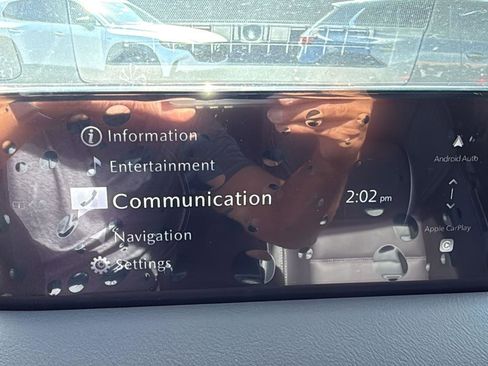 Information
Entertainment
Communication
Navigation
Settings
2:02 pm
Android Auto
Apple CarPlay